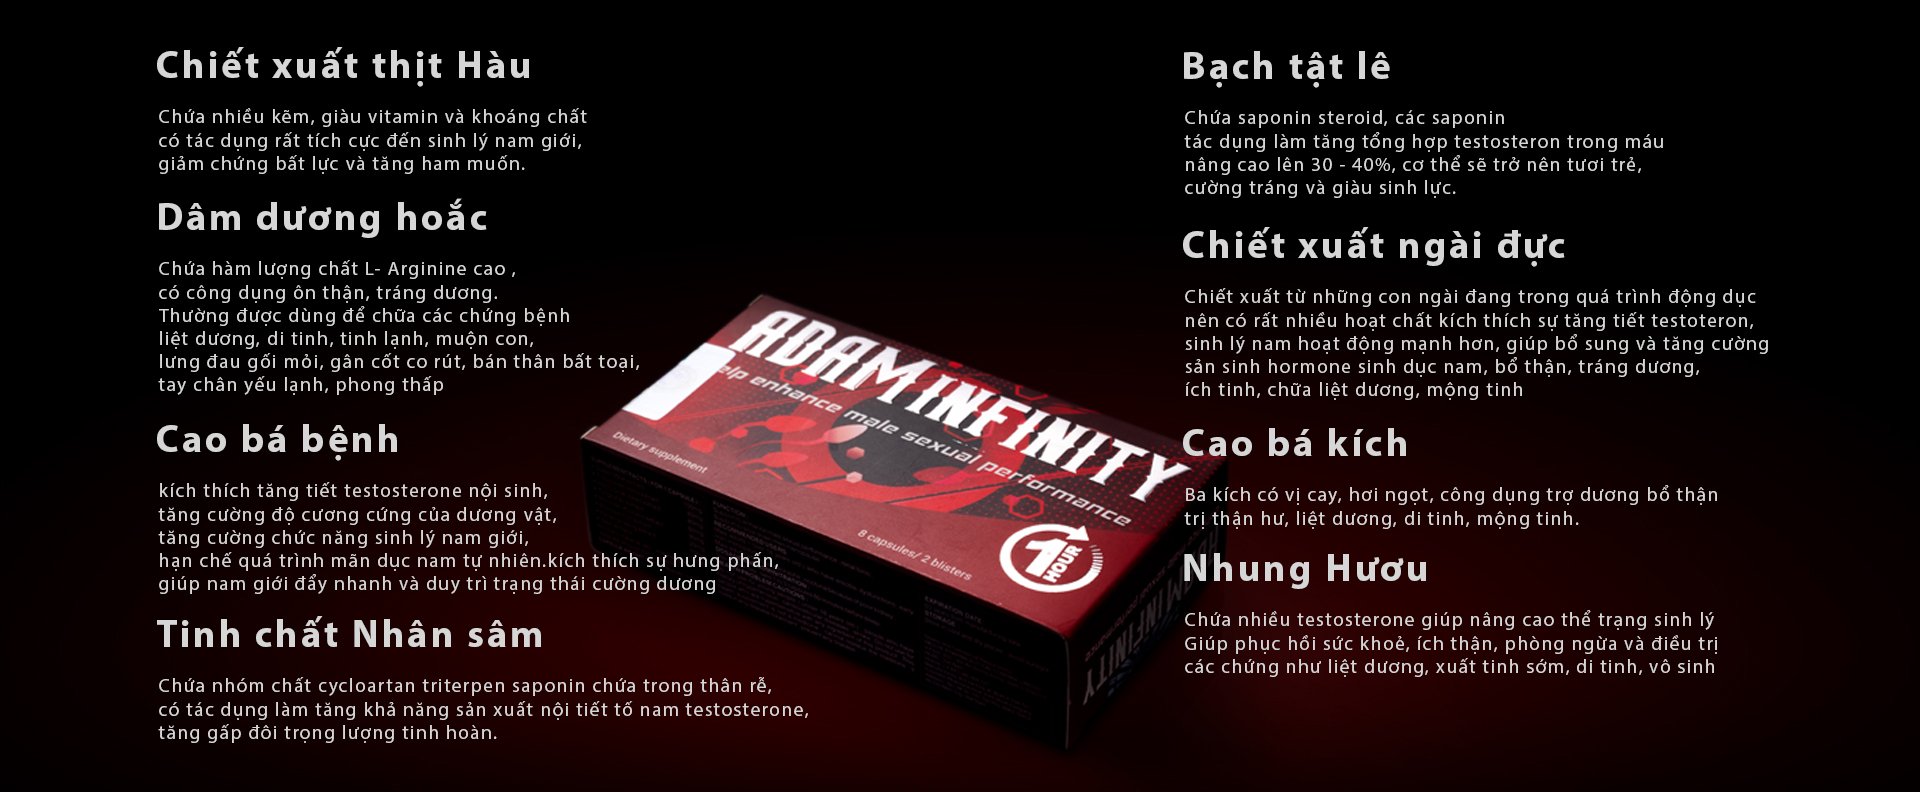 Chiết xuất thịt Hàu
Chứa nhiều kẽm, giàu vitamin và khoáng chất
có tác dụng rất tích cực đến sinh lý nam giới,
giảm chứng bất lực và tăng ham muốn.
Dâm dương hoắc
Chứa hàm lượng chất L- Arginine cao ,
có công dụng ôn thận, tráng dương.
Thường được dùng để chữa các chứng bệnh
liệt dương, di tinh, tinh lạnh, muộn con,
lưng đau gối mỏi, gân cốt co rút, bán thân bất toại,
tay chân yếu lạnh, phong thấp
Cao bá bệnh
kích thích tăng tiết testosterone nội sinh,
tăng cường độ cương cứng của dương vật,
tăng cường chức năng sinh lý nam giới,
hạn chế quá trình mãn dục nam tự nhiên.kích thích sự hưng phấn,
giúp nam giới đẩy nhanh và duy trì trạng thái cường dương
Tinh chất Nhân sâm
Chứa nhóm chất cycloartan triterpen saponin chứa trong thân rễ,
có tác dụng làm tăng khả năng sản xuất nội tiết tố nam testosterone,
tăng gấp đôi trọng lượng tinh hoàn.
ADAMINFINITY
elp enhance male sexual performance
Dietary supplement
8 capsules/ 2 blisters
1 HOUR
EXPIRATION DATE
STORAGE
ADAMINFINITY
Bạch tật lê
Chứa saponin steroid, các saponin
tác dụng làm tăng tổng hợp testosteron trong máu
nâng cao lên 30 - 40%, cơ thể sẽ trở nên tươi trẻ,
cường tráng và giàu sinh lực.
Chiết xuất ngài đực
Chiết xuất từ những con ngài đang trong quá trình động dục
nên có rất nhiều hoạt chất kích thích sự tăng tiết testoteron,
sinh lý nam hoạt động mạnh hơn, giúp bổ sung và tăng cường
sản sinh hormone sinh dục nam, bổ thận, tráng dương,
ích tinh, chữa liệt dương, mộng tinh
Cao bá kích
Ba kích có vị cay, hơi ngọt, công dụng trợ dương bổ thận
trị thận hư, liệt dương, di tinh, mộng tinh.
Nhung Hươu
Chứa nhiều testosterone giúp nâng cao thể trạng sinh lý
Giúp phục hồi sức khoẻ, ích thận, phòng ngừa và điều trị
các chứng như liệt dương, xuất tinh sớm, di tinh, vô sinh